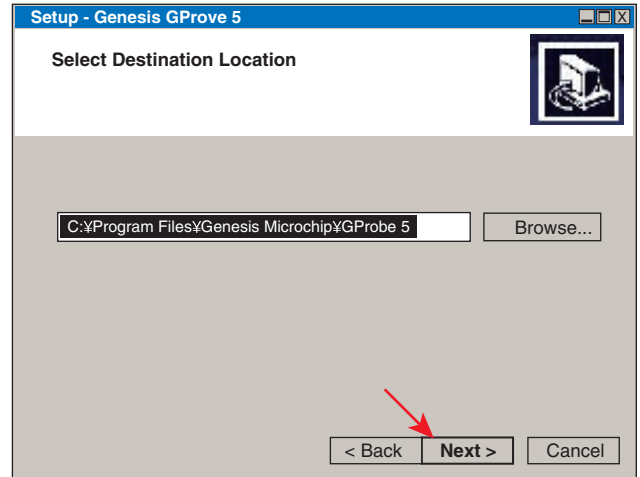 Setup - Genesis GProve 5
Select Destination Location
C:¥Program Files¥Genesis Microchip¥GProbe 5
Browse...
< Back Next > Cancel